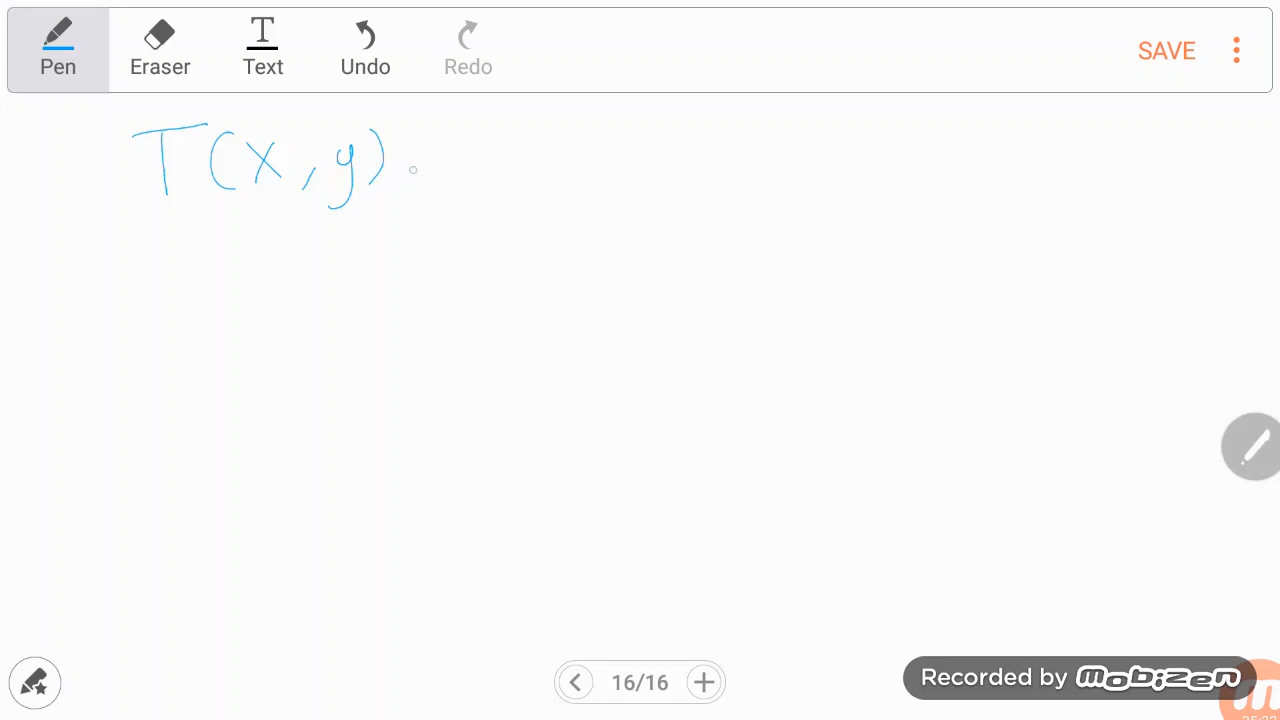 Pen Eraser Text Undo Redo SAVE
T(x,y)
16/16
Recorded by mobizen